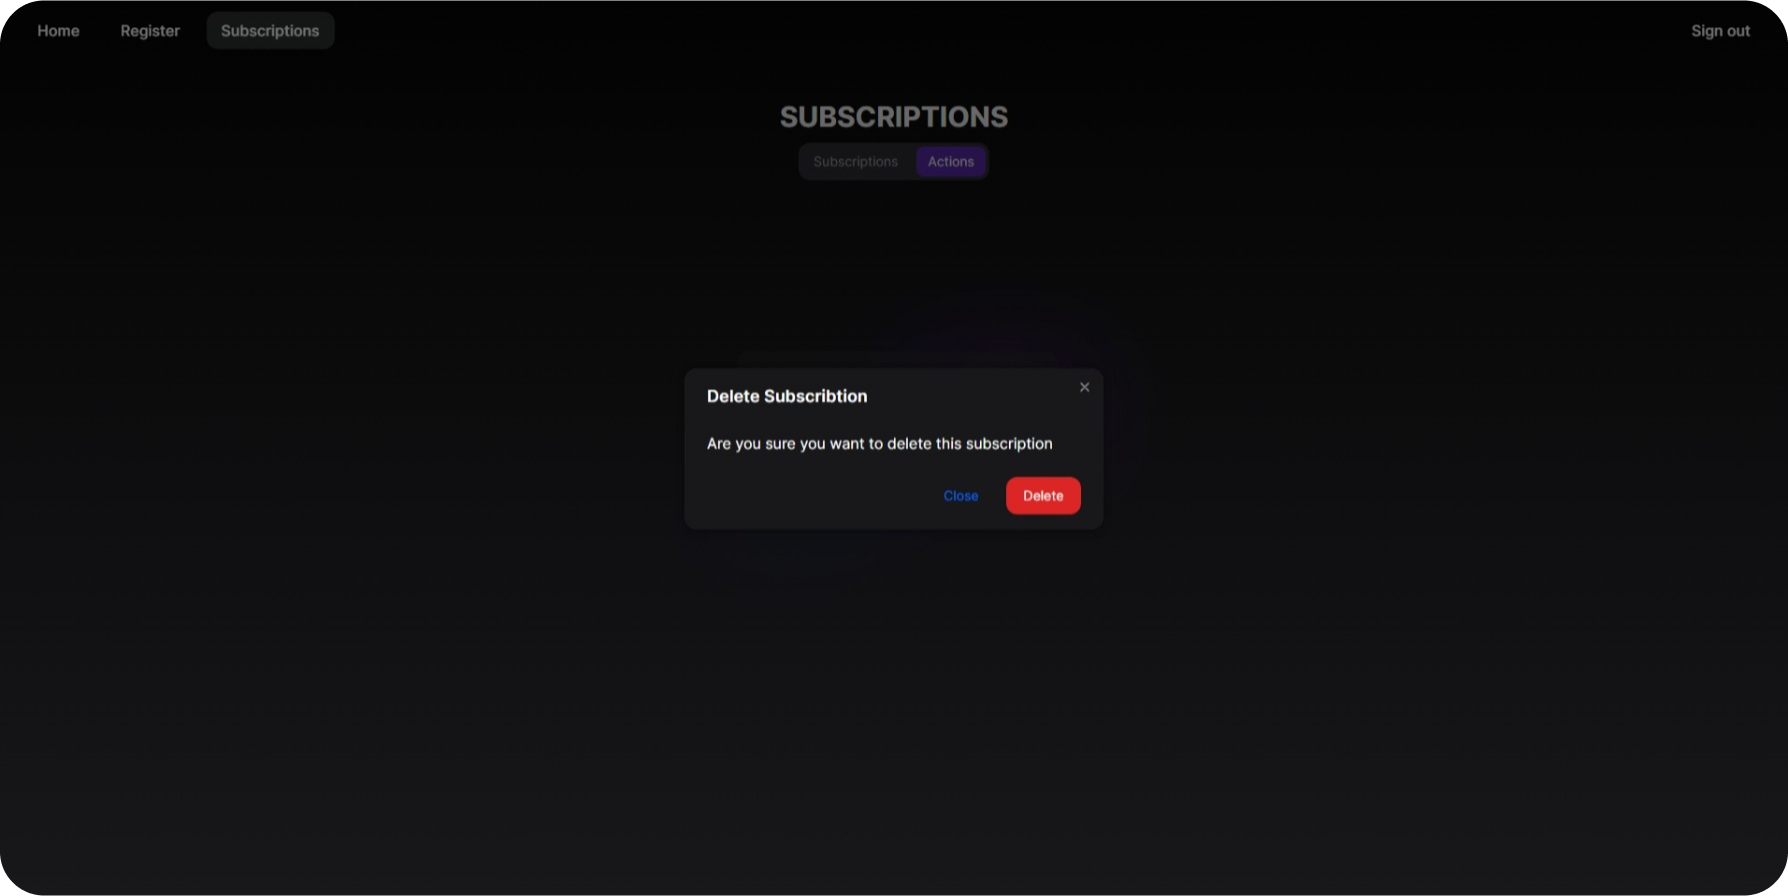 Home Register Subscriptions Sign out
SUBSCRIPTIONS
Subscriptions Actions
Delete Subscribtion
Are you sure you want to delete this subscription
Close Delete